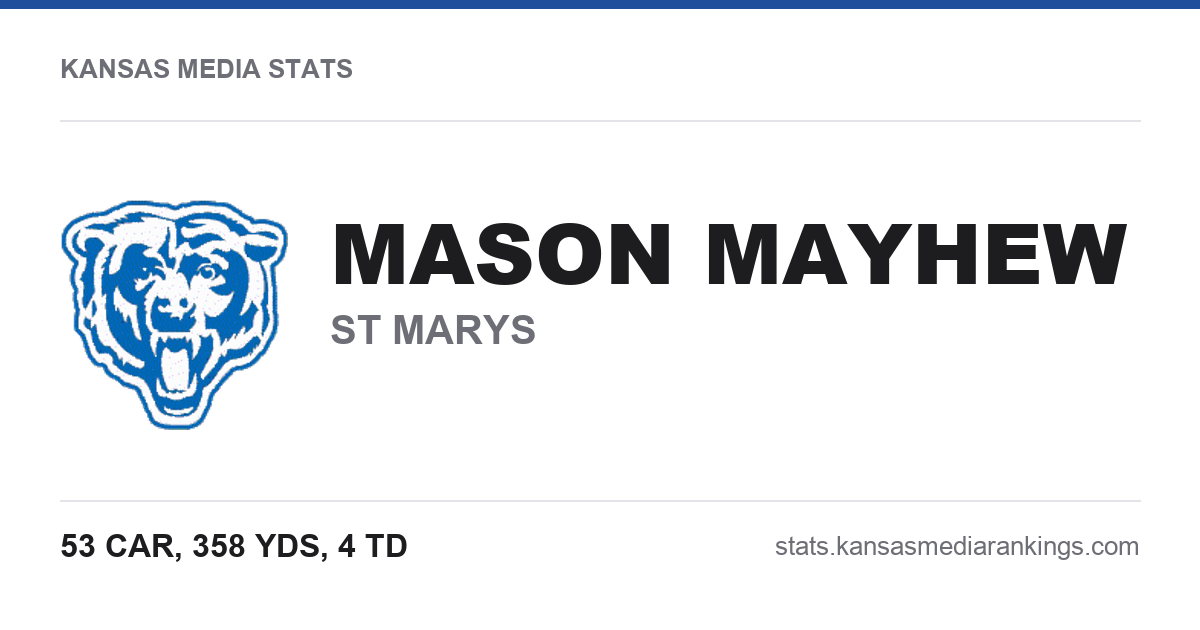 KANSAS MEDIA STATS
MASON MAYHEW
ST MARYS
53 CAR, 358 YDS, 4 TD
stats.kansasmediarankings.com